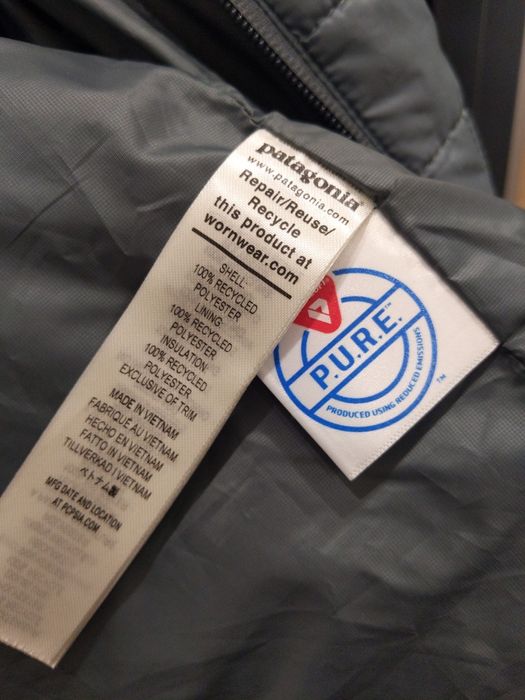 patagonia®
www.patagonia.com
Repair/Reuse/
Recycle
this product at
wornwear.com
SHELL:
100% RECYCLED
POLYESTER
LINING:
100% RECYCLED
POLYESTER
INSULATION:
100% RECYCLED
POLYESTER
EXCLUSIVE OF TRIM
MADE IN VIETNAM
FABRIQUE AU VIETNAM
HECHO EN VIETNAM
FATTO IN VIETNAM
TILLVERKAD I VIETNAM
ベトナム製
MFG DATE AND LOCATION
AT PCPSIA.COM
P.U.R.E.™
PRODUCED USING REDUCED EMISSIONS
™